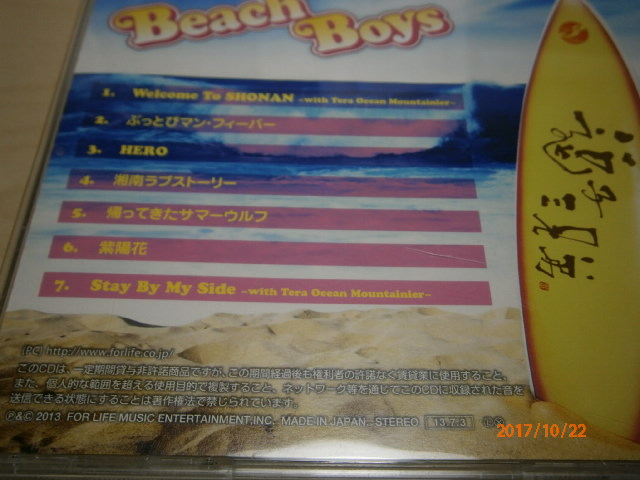 Beach Boys
1. Welcome To SHONAN ~with Tera Ocean Mountainier~
2. ぶっとびマン・フィーバー
3. HERO
4. 湘南ラブストーリー
5. 帰ってきたサマーウルフ
6. 紫陽花
7. Stay By My Side ~with Tera Ocean Mountainier~
(PC) http://www.forlife.co.jp/
このCDは、一定期間貸与非許諾商品ですが、この期間経過後も権利者の許諾なく賃貸業に使用すること、
また、個人的な範囲を超える使用目的で複製すること、ネットワーク等を通じてこのCDに収録された音を
送信できる状態にすることは著作権法で禁じられています。
℗&© 2013 FOR LIFE MUSIC ENTERTAINMENT,INC. MADE IN JAPAN. STEREO 13.7.3
2017/10/22